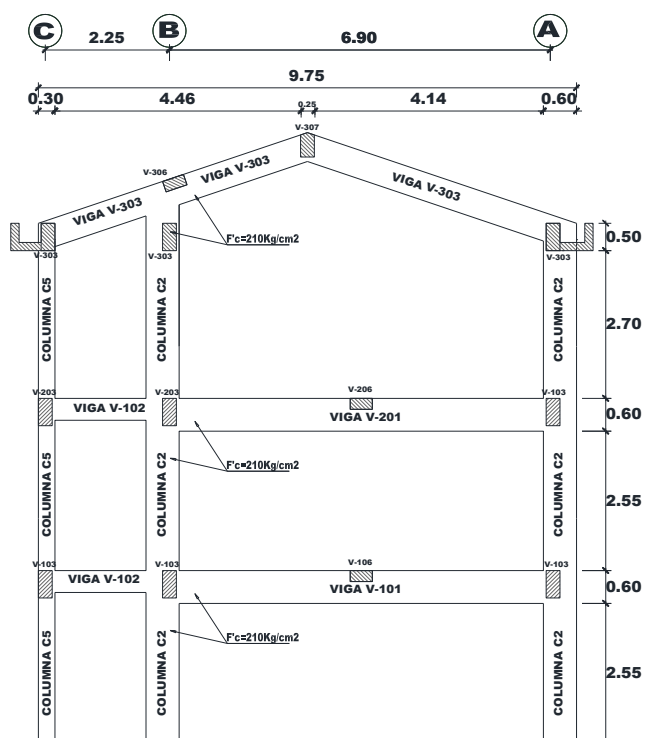 C B A
2.25 6.90
9.75
0.30 4.46 0.25 4.14 0.60
V-307
V-306
VIGA V-303 VIGA V-303 VIGA V-303
F'c=210Kg/cm2
0.50
V-303 V-303 V-303
COLUMNA C5 COLUMNA C2 COLUMNA C2
2.70
V-203 V-203 V-206 V-103
VIGA V-102 VIGA V-201
0.60
F'c=210Kg/cm2
COLUMNA C5 COLUMNA C2 COLUMNA C2
2.55
V-103 V-103 V-106 V-103
VIGA V-102 VIGA V-101
0.60
F'c=210Kg/cm2
COLUMNA C5 COLUMNA C2 COLUMNA C2
2.55